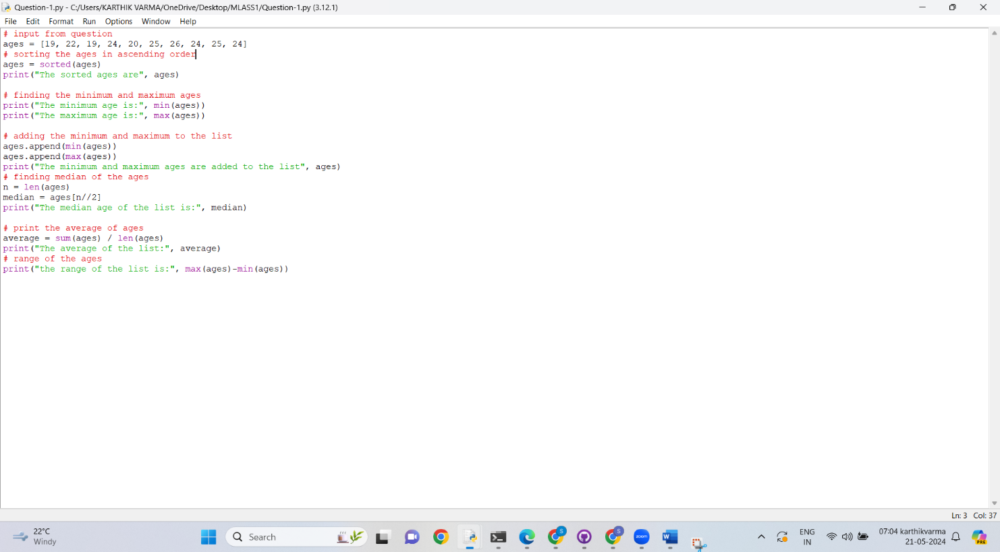 Question-1.py - C:/Users/KARTHIK VARMA/OneDrive/Desktop/MLASS1/Question-1.py (3.12.1)
File Edit Format Run Options Window Help
# input from question
ages = [19, 22, 19, 24, 20, 25, 26, 24, 25, 24]
# sorting the ages in ascending order
ages = sorted(ages)
print("The sorted ages are", ages)
# finding the minimum and maximum ages
print("The minimum age is:", min(ages))
print("The maximum age is:", max(ages))
# adding the minimum and maximum to the list
ages.append(min(ages))
ages.append(max(ages))
print("The minimum and maximum ages are added to the list", ages)
# finding median of the ages
n = len(ages)
median = ages[n//2]
print("The median age of the list is:", median)
# print the average of ages
average = sum(ages) / len(ages)
print("The average of the list:", average)
# range of the ages
print("the range of the list is:", max(ages)-min(ages))
Ln: 3 Col: 37
22°C
Windy
Search
S
S
zoom
W
ENG
IN
07:04 karthikvarma
21-05-2024
PRE